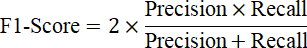 F1-Score = 2 × (Precision × Recall) / (Precision + Recall)